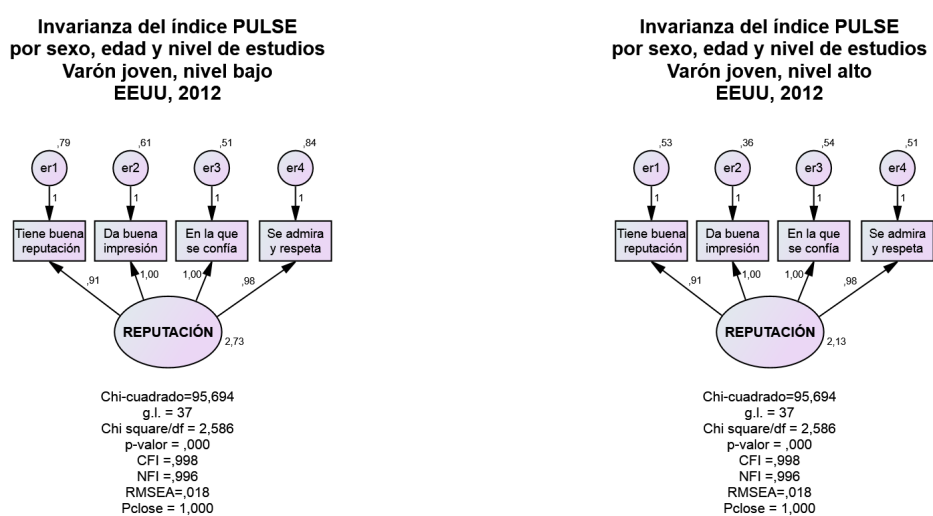 Invarianza del índice PULSE
por sexo, edad y nivel de estudios
Varón joven, nivel bajo
EEUU, 2012
,79
,61
,51
,84
er1
er2
er3
er4
1
1
1
1
Tiene buena
reputación
Da buena
impresión
En la que
se confía
Se admira
y respeta
,91
1,00
1,00
,98
REPUTACIÓN
2,73
Chi-cuadrado=95,694
g.l. = 37
Chi square/df = 2,586
p-valor = ,000
CFI =,998
NFI =,996
RMSEA=,018
Pclose = 1,000
Invarianza del índice PULSE
por sexo, edad y nivel de estudios
Varón joven, nivel alto
EEUU, 2012
,53
,36
,54
,51
er1
er2
er3
er4
1
1
1
1
Tiene buena
reputación
Da buena
impresión
En la que
se confía
Se admira
y respeta
,91
1,00
1,00
,98
REPUTACIÓN
2,13
Chi-cuadrado=95,694
g.l. = 37
Chi square/df = 2,586
p-valor = ,000
CFI =,998
NFI =,996
RMSEA=,018
Pclose = 1,000